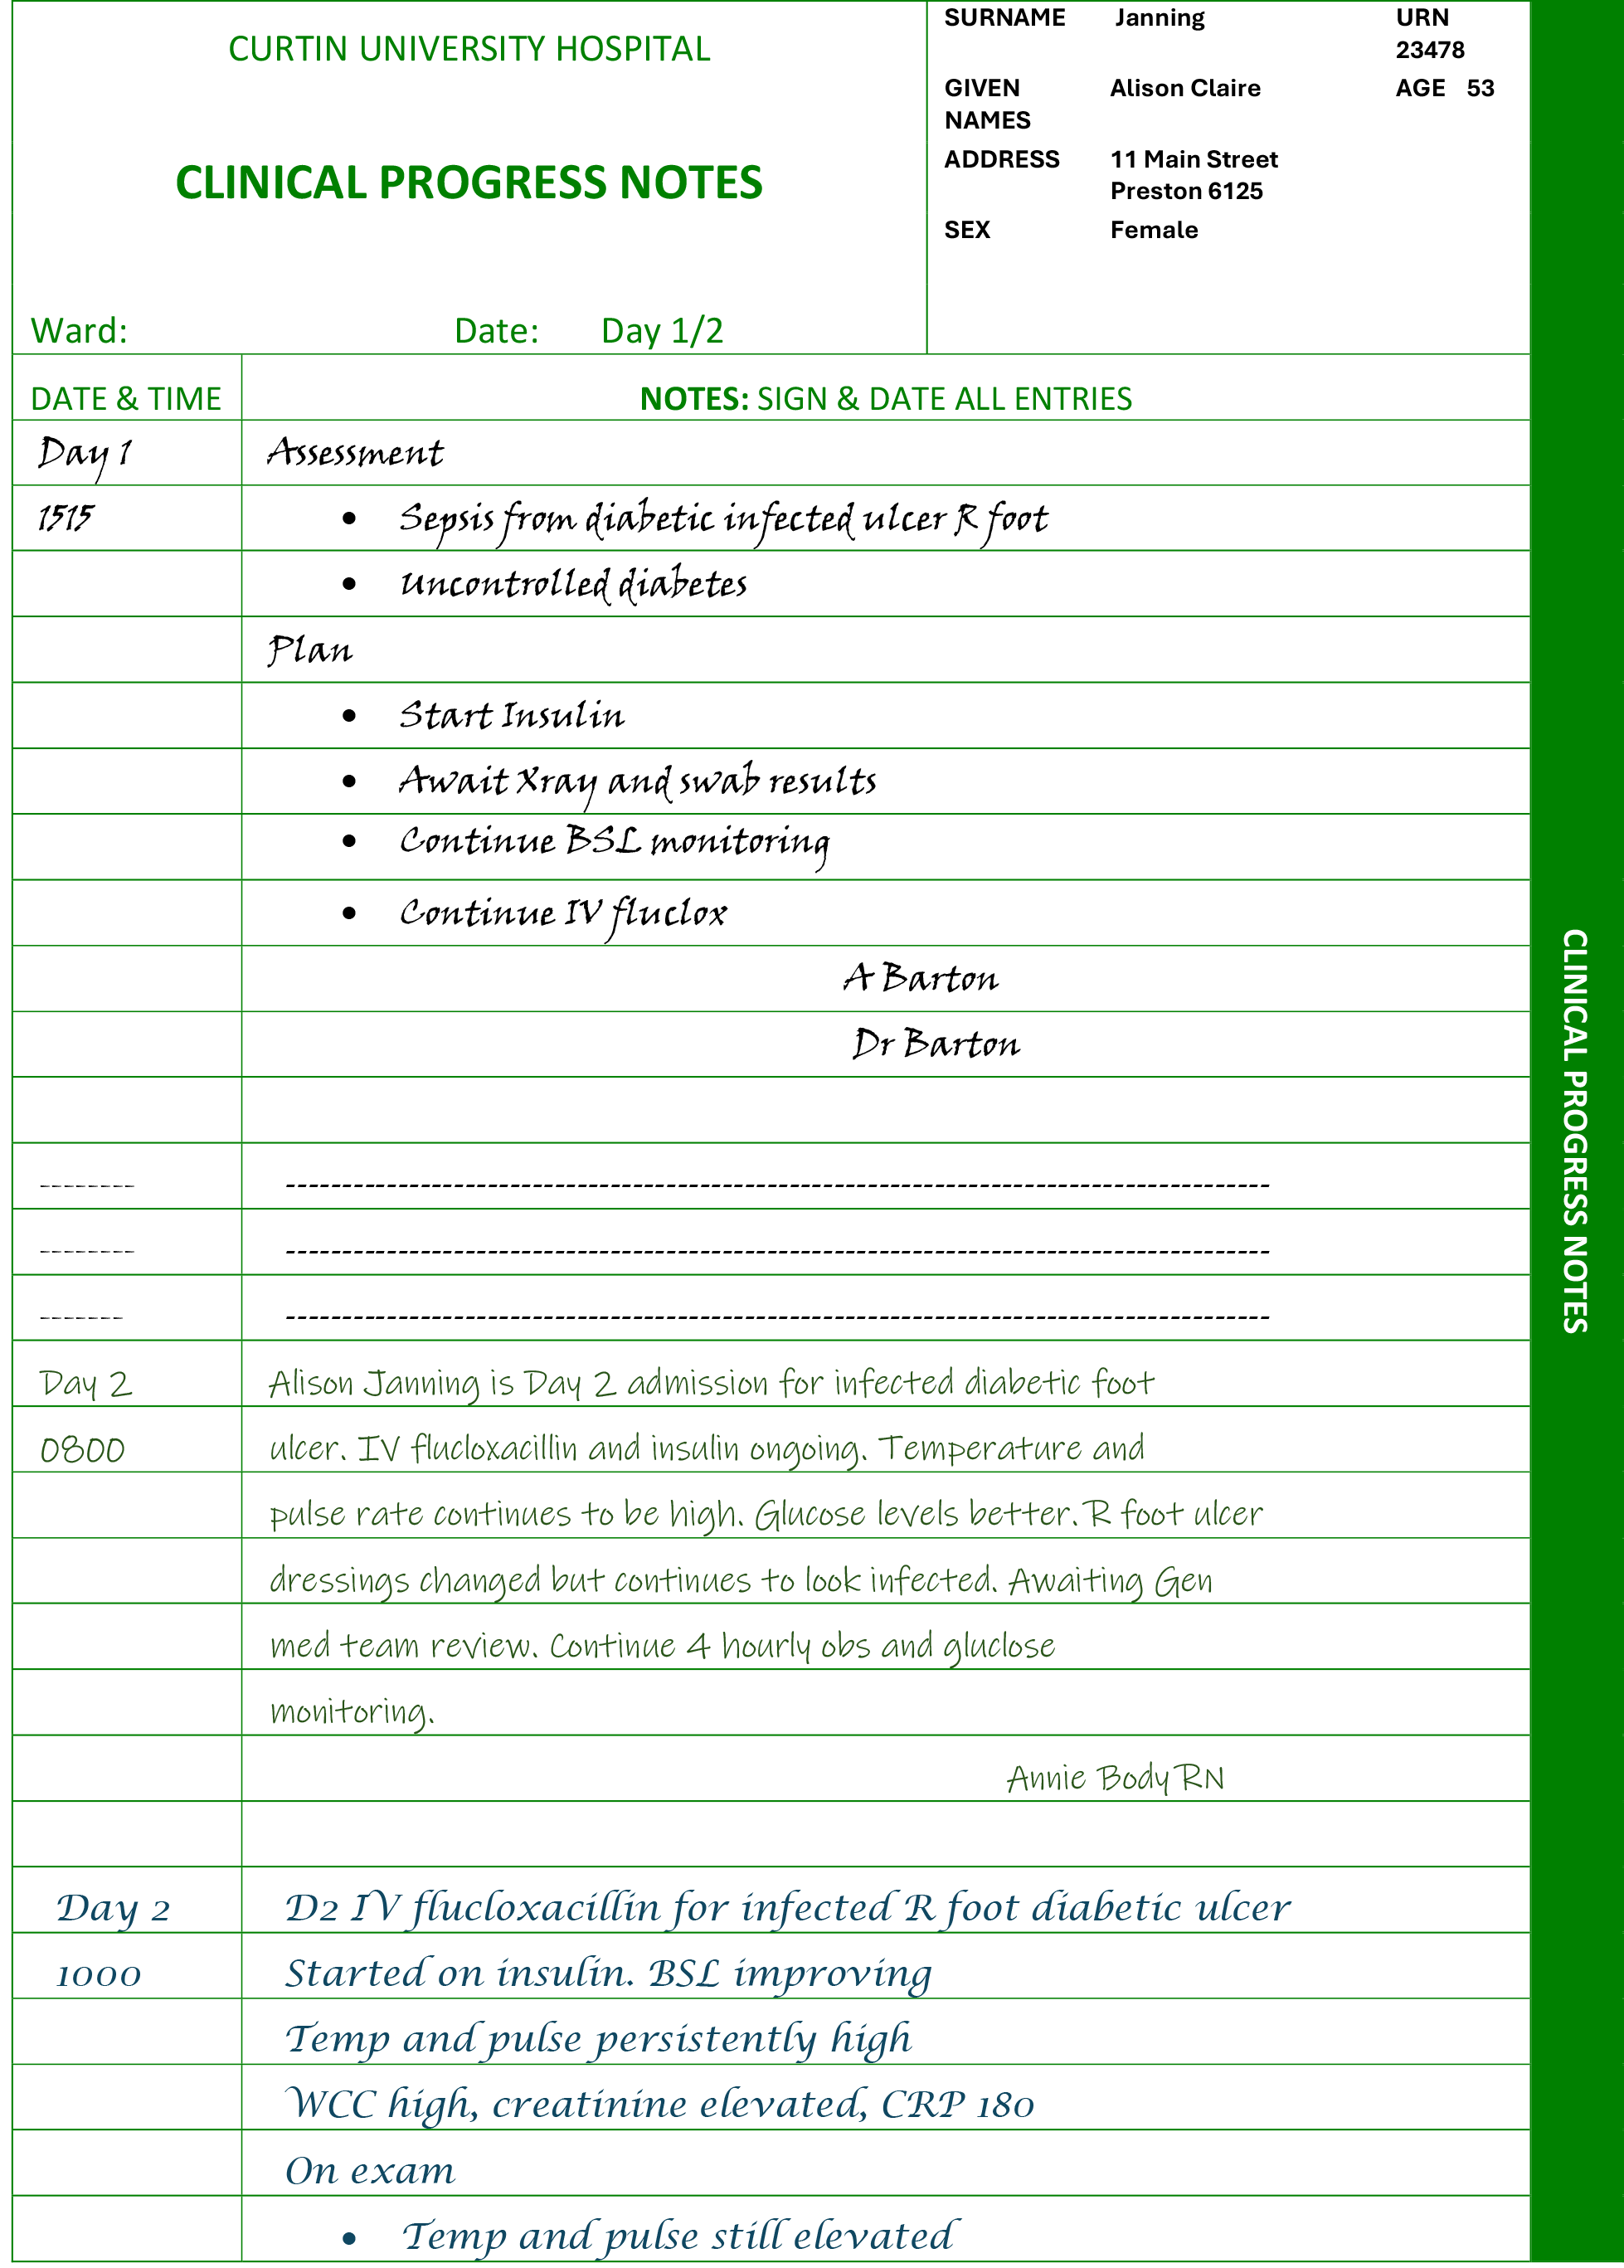 CURTIN UNIVERSITY HOSPITAL
CLINICAL PROGRESS NOTES
Ward: Date: Day 1/2
SURNAME Janning URN
23478
GIVEN Alison Claire AGE 53
NAMES
ADDRESS 11 Main Street
Preston 6125
SEX Female
DATE & TIME NOTES: SIGN & DATE ALL ENTRIES
Day 1 Assessment
1515 • Sepsis from diabetic infected ulcer R foot
• Uncontrolled diabetes
Plan
• Start Insulin
• Await Xray and swab results
• Continue BSL monitoring
• Continue IV fluclox
A Barton
Dr Barton
-------- ----------------------------------------------------------------------------------------
-------- ----------------------------------------------------------------------------------------
------- ----------------------------------------------------------------------------------------
Day 2 Alison Janning is Day 2 admission for infected diabetic foot
0800 ulcer. IV flucloxacillin and insulin ongoing. Temperature and
pulse rate continues to be high. Glucose levels better. R foot ulcer
dressings changed but continues to look infected. Awaiting Gen
med team review. Continue 4 hourly obs and gluclose
monitoring.
Annie Body RN
Day 2 D2 IV flucloxacillin for infected R foot diabetic ulcer
1000 Started on insulin. BSL improving
Temp and pulse persistently high
WCC high, creatinine elevated, CRP 180
On exam
• Temp and pulse still elevated
CLINICAL PROGRESS NOTES